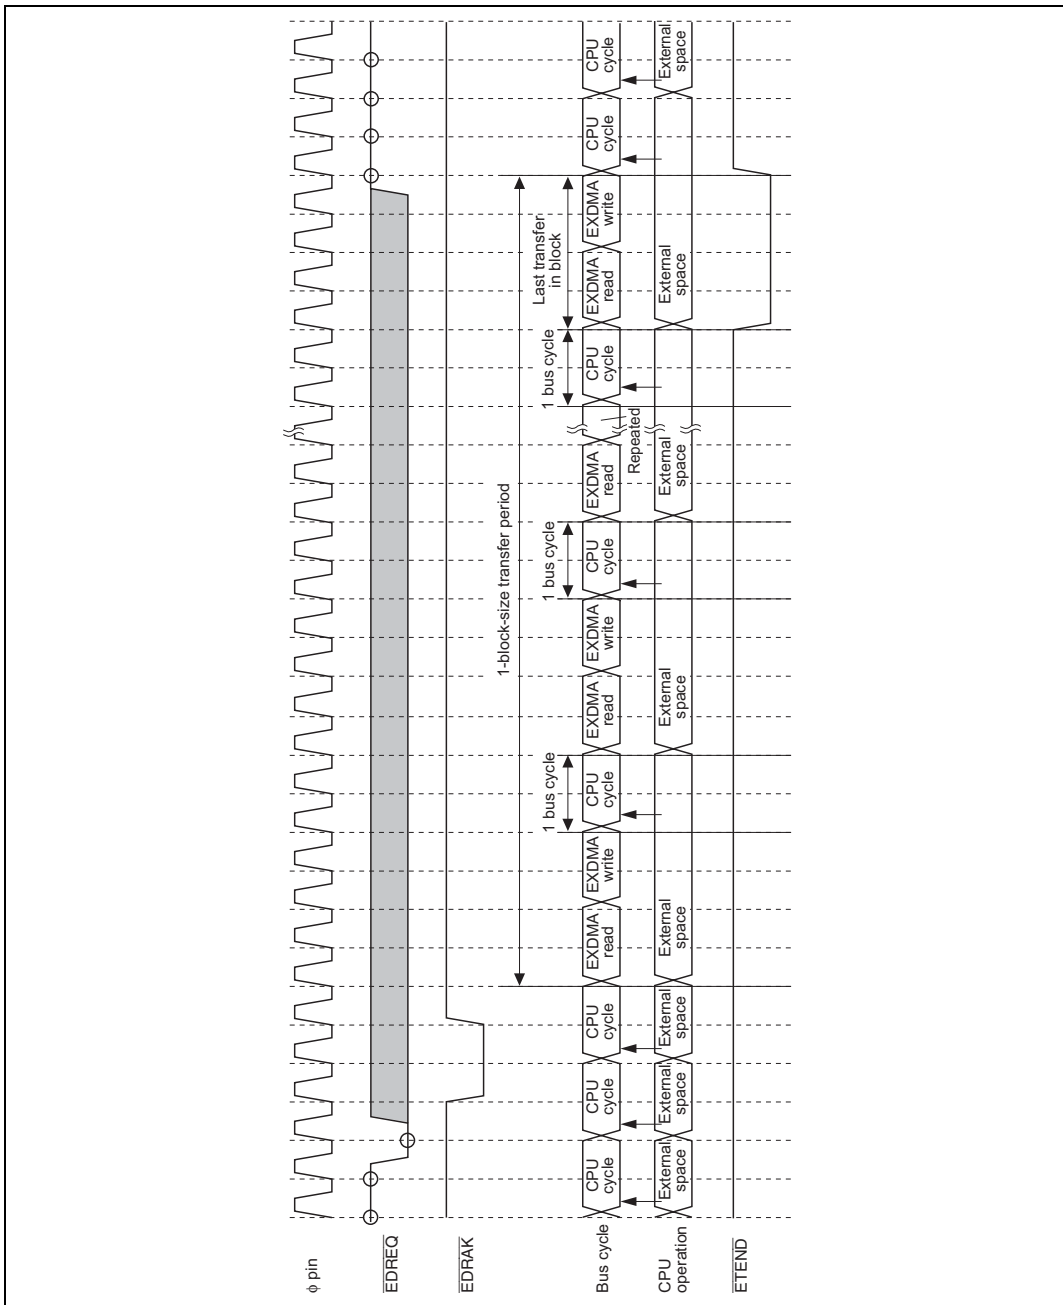 φ pin
EDREQ
EDRAK
1-block-size transfer period
Last transfer
in block
1 bus cycle
1 bus cycle
1 bus cycle
Bus cycle
CPU
cycle
CPU
cycle
CPU
cycle
EXDMA
read
EXDMA
write
CPU
cycle
EXDMA
read
EXDMA
write
CPU
cycle
EXDMA
read
Repeated
CPU
cycle
EXDMA
read
EXDMA
write
CPU
cycle
CPU
cycle
CPU
operation
External
space
External
space
External
space
External
space
External
space
External
space
External
space
External
space
ETEND